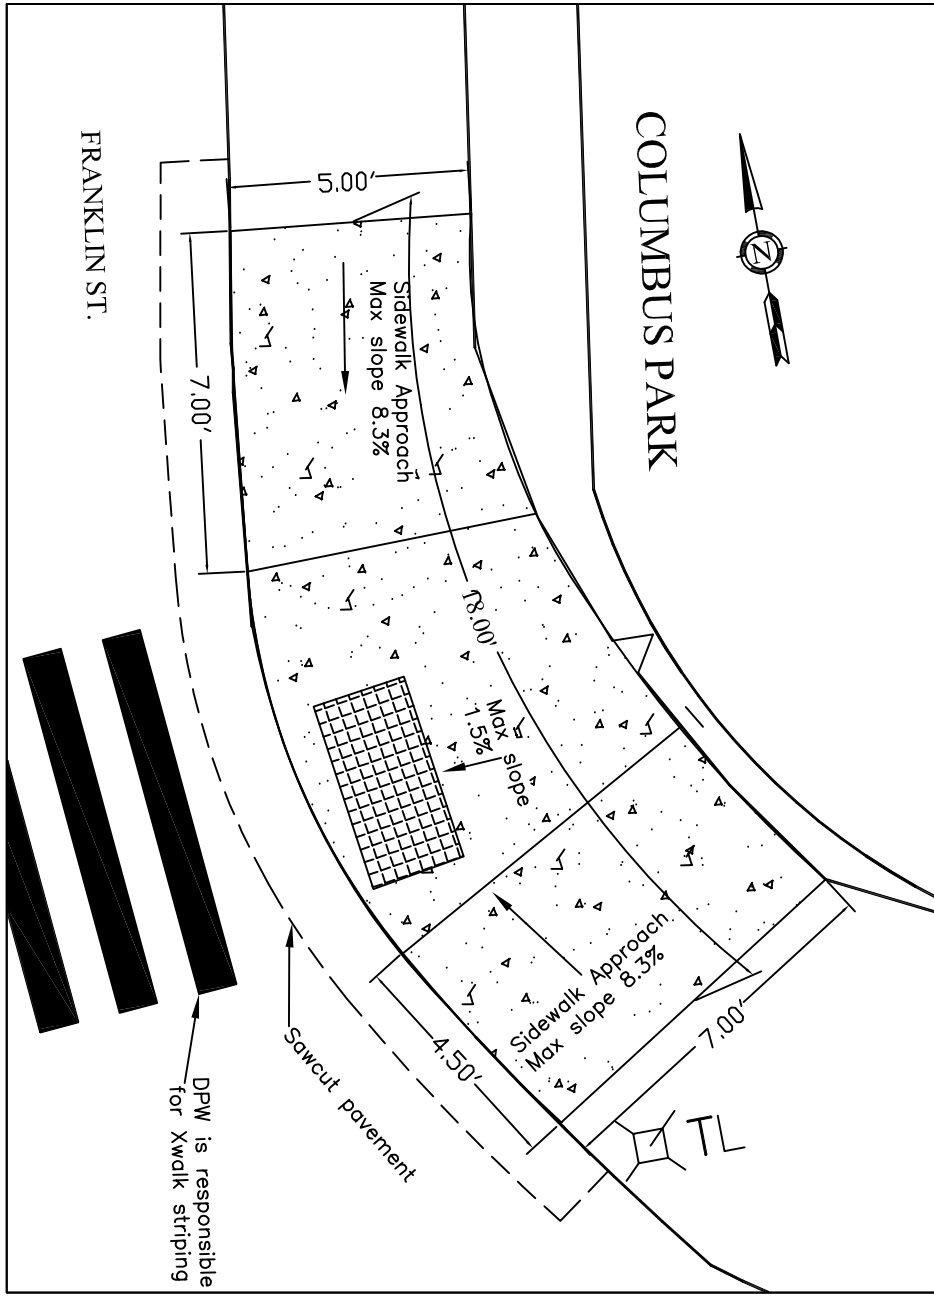 COLUMBUS PARK
N
FRANKLIN ST.
5.00'
7.00'
Sidewalk Approach
Max slope 8.3%
18.00'
Max slope
1.5%
Sidewalk Approach
Max slope 8.3%
7.00'
4.50'
TL
Sawcut pavement
DPW is responsible
for Xwalk striping